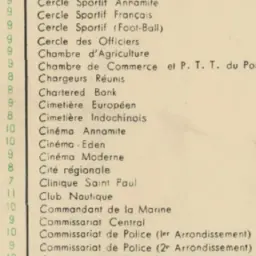 9 Cercle Sportif Annamite
9 Cercle Sportif Français
9 Cercle Sportif (Foot-Ball)
9 Cercle des Officiers
9 Chambre d'Agriculture
9 Chambre de Commerce et P. T. T. du Po
8 Chargeurs Réunis
8 Chartered Bank
9 Cimetière Européen
8 Cimetière Indochinois
10 Cinéma Annamite
10 Cinéma-Eden
9 Cinéma Moderne
8 Cité régionale
7 Clinique Saint Paul
11 Club Nautique
10 Commandant de la Marine
9 Commissariat Central
10 Commissariat de Police (1er Arrondissement)
9 Commissariat de Police (2e Arrondissement)